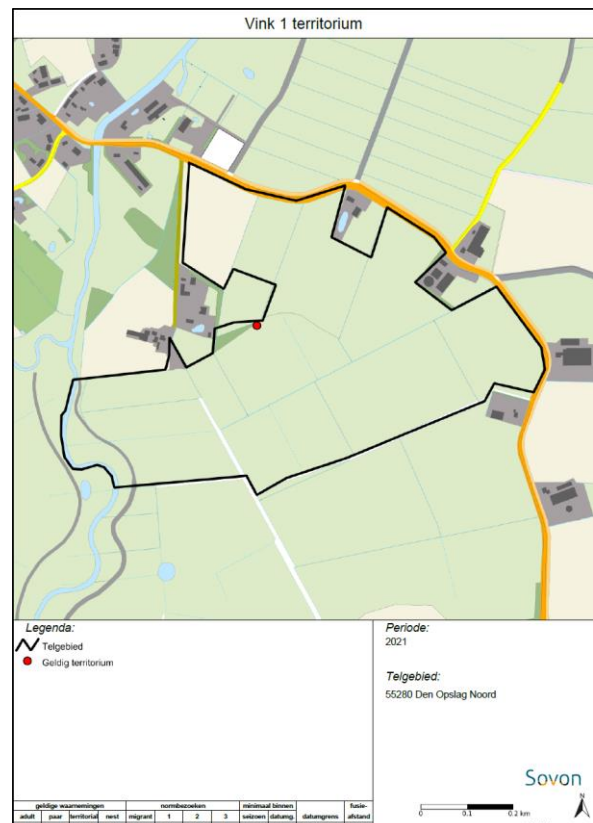 Vink 1 territorium
Legenda:
Telgebied
Geldig territorium
Periode:
2021
Telgebied:
55280 Den Opslag Noord
Sovon
N
0 0.1 0.2 km
geldige waarnemingen normbezoeken minimaal binnen fusie-
adult paar territoriaal nest migrant 1 2 3 seizoen datumg. datumgrens afstand